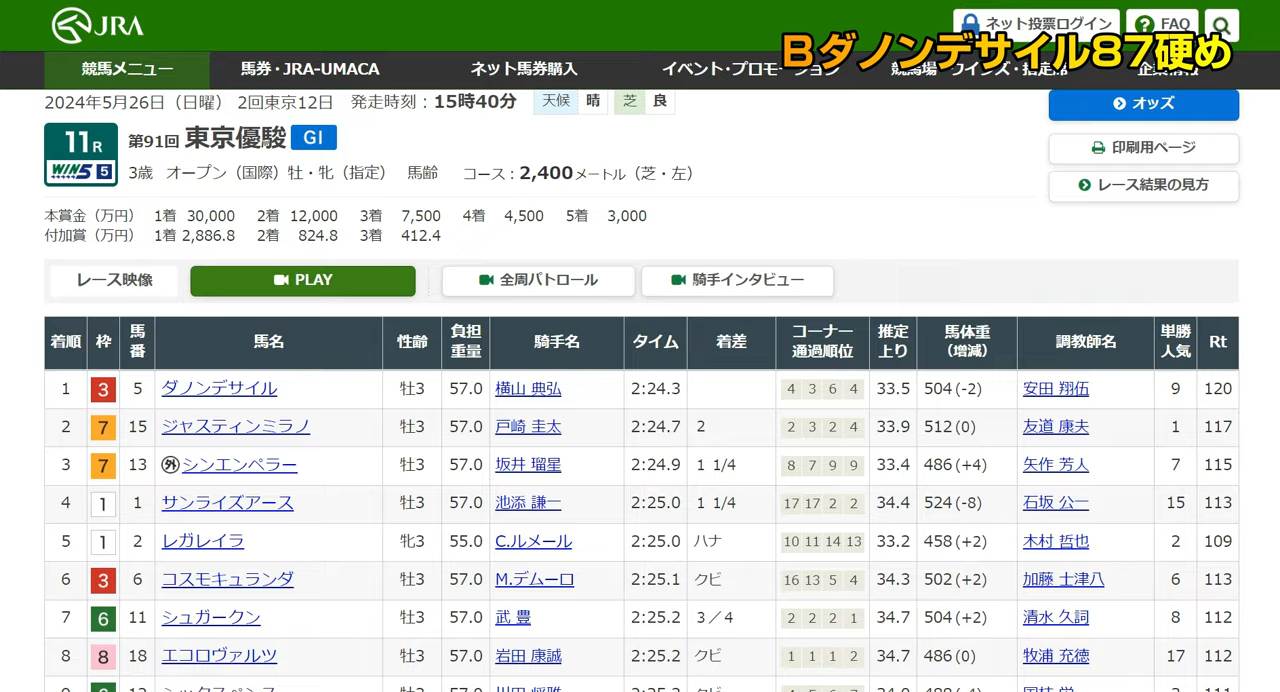 JRA
ネット投票ログイン
FAQ
Bダノンデサイル87硬め
競馬メニュー 馬券・JRA-UMACA ネット馬券購入 イベント・プロモーション 競馬場・ウインズ・指定席 企業情報
2024年5月26日（日曜） 2回東京12日 発走時刻：15時40分 天候 晴 芝 良
オッズ
11R
WIN5 5
第91回 東京優駿 GI
印刷用ページ
3歳 オープン（国際）牡・牝（指定） 馬齢 コース：2,400メートル（芝・左）
レース結果の見方
本賞金（万円） 1着 30,000 2着 12,000 3着 7,500 4着 4,500 5着 3,000
付加賞（万円） 1着 2,886.8 2着 824.8 3着 412.4
レース映像 PLAY 全周パトロール 騎手インタビュー
着順 枠 馬番 馬名 性齢 負担重量 騎手名 タイム 着差 コーナー通過順位 推定上り 馬体重（増減） 調教師名 単勝人気 Rt
1 3 5 ダノンデサイル 牡3 57.0 横山 典弘 2:24.3 4 3 6 4 33.5 504(-2) 安田 翔伍 9 120
2 7 15 ジャスティンミラノ 牡3 57.0 戸崎 圭太 2:24.7 2 2 3 2 4 33.9 512(0) 友道 康夫 1 117
3 7 13 外 シンエンペラー 牡3 57.0 坂井 瑠星 2:24.9 1 1/4 8 7 9 9 33.4 486(+4) 矢作 芳人 7 115
4 1 1 サンライズアース 牡3 57.0 池添 謙一 2:25.0 1 1/4 17 17 2 2 34.4 524(-8) 石坂 公一 15 113
5 1 2 レガレイラ 牝3 55.0 C.ルメール 2:25.0 ハナ 10 11 14 13 33.2 458(+2) 木村 哲也 2 109
6 3 6 コスモキュランダ 牡3 57.0 M.デムーロ 2:25.1 クビ 16 13 5 4 34.3 502(+2) 加藤 士津八 6 113
7 6 11 シュガークン 牡3 57.0 武 豊 2:25.2 3／4 2 2 2 1 34.7 504(+2) 清水 久詞 8 112
8 8 18 エコロヴァルツ 牡3 57.0 岩田 康誠 2:25.2 クビ 1 1 1 2 34.7 486(0) 牧浦 充徳 17 112